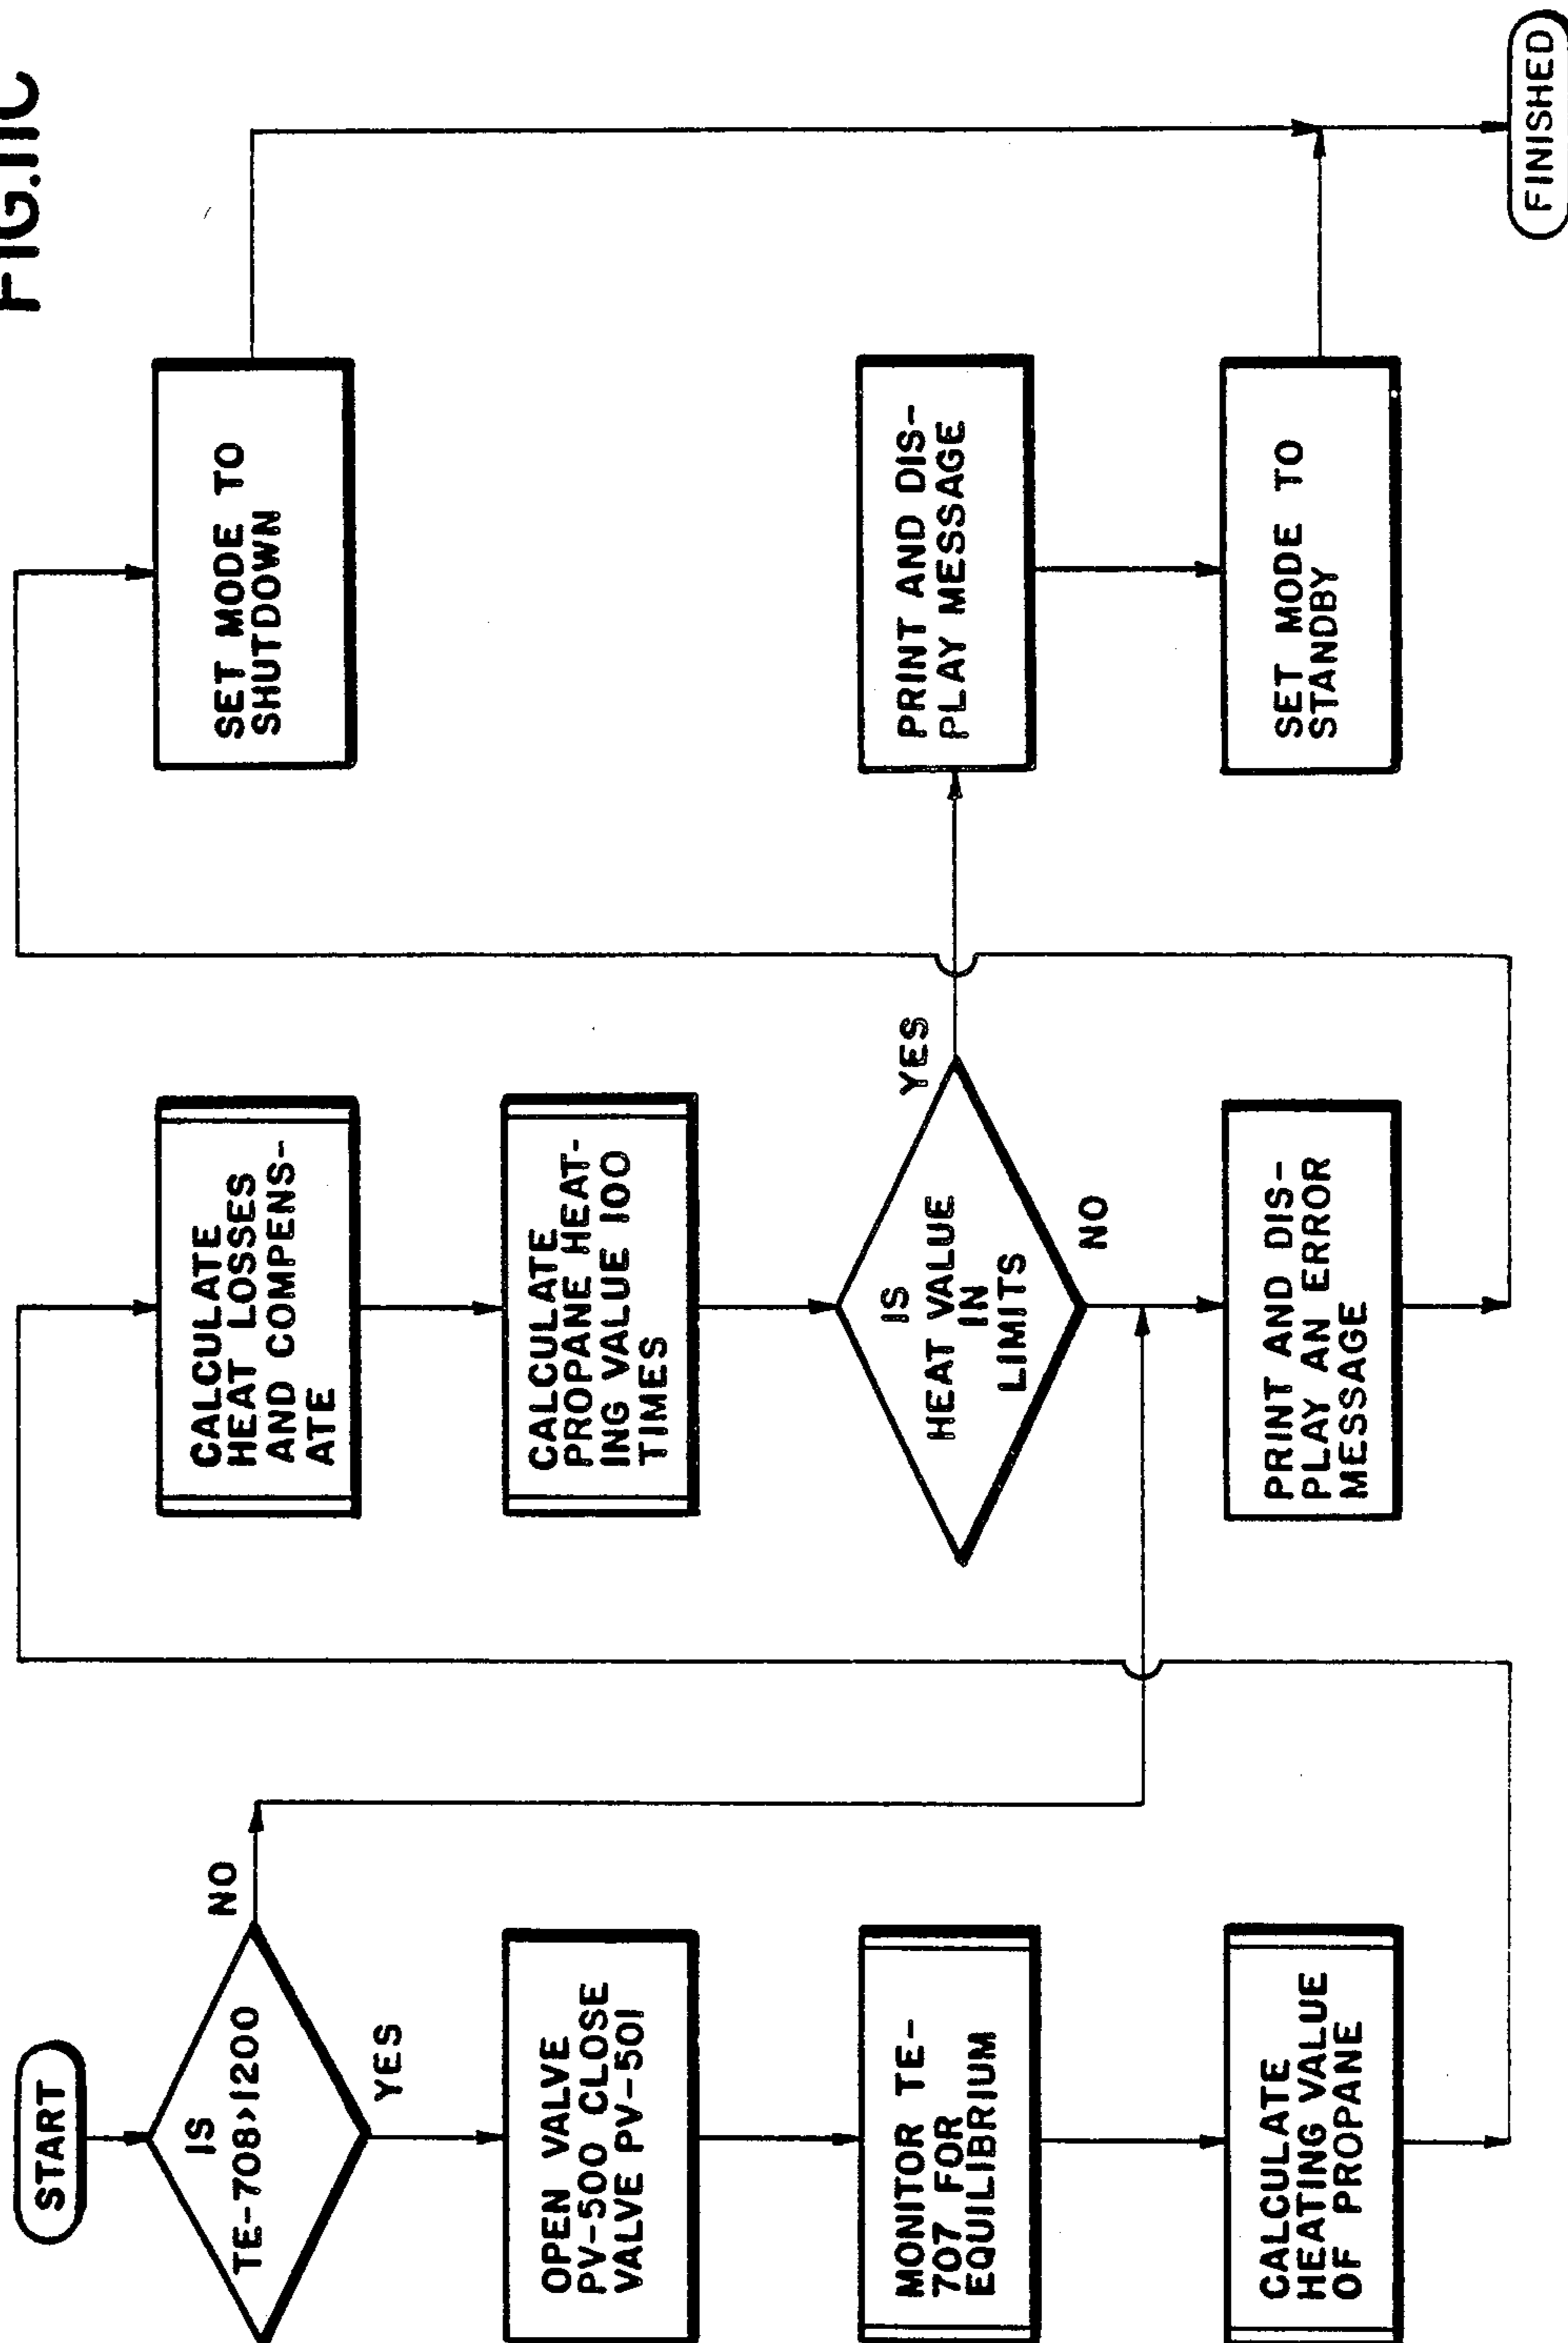 FIG.11C
START
IS
TE-708>1200
NO
YES
OPEN VALVE
PV-500 CLOSE
VALVE PV-501
MONITOR TE-
707 FOR
EQUILIBRIUM
CALCULATE
HEATING VALUE
OF PROPANE
CALCULATE
HEAT LOSSES
AND COMPENS-
ATE
CALCULATE
PROPANE HEAT-
ING VALUE 100
TIMES
IS
HEAT VALUE
IN
LIMITS
YES
NO
PRINT AND DIS-
PLAY AN ERROR
MESSAGE
SET MODE TO
SHUTDOWN
PRINT AND DIS-
PLAY MESSAGE
SET MODE TO
STANDBY
FINISHED